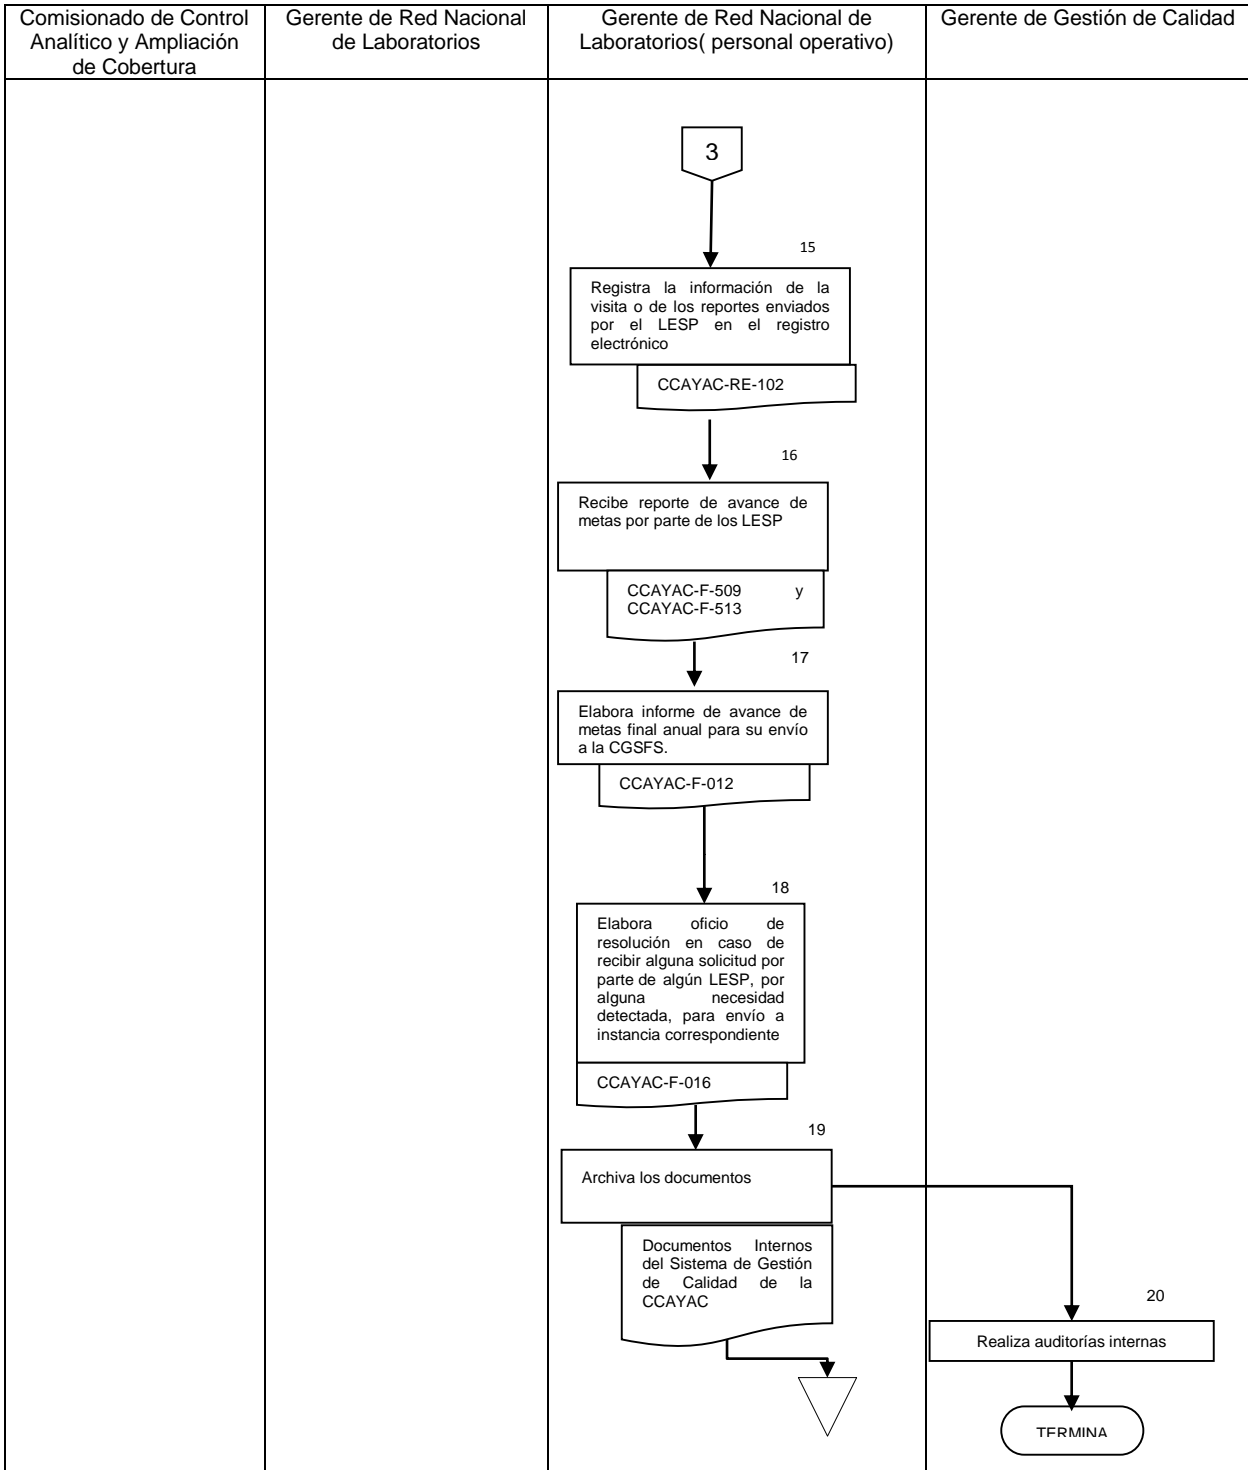 Comisionado de Control
Analítico y Ampliación
de Cobertura
Gerente de Red Nacional
de Laboratorios
Gerente de Red Nacional de
Laboratorios( personal operativo)
Gerente de Gestión de Calidad
3
15
Registra la información de la
visita o de los reportes enviados
por el LESP en el registro
electrónico
CCAYAC-RE-102
16
Recibe reporte de avance de
metas por parte de los LESP
CCAYAC-F-509 y
CCAYAC-F-513
17
Elabora informe de avance de
metas final anual para su envío
a la CGSFS.
CCAYAC-F-012
18
Elabora oficio de
resolución en caso de
recibir alguna solicitud por
parte de algún LESP, por
alguna necesidad
detectada, para envío a
instancia correspondiente
CCAYAC-F-016
19
Archiva los documentos
Documentos Internos
del Sistema de Gestión
de Calidad de la
CCAYAC
20
Realiza auditorías internas
TERMINA